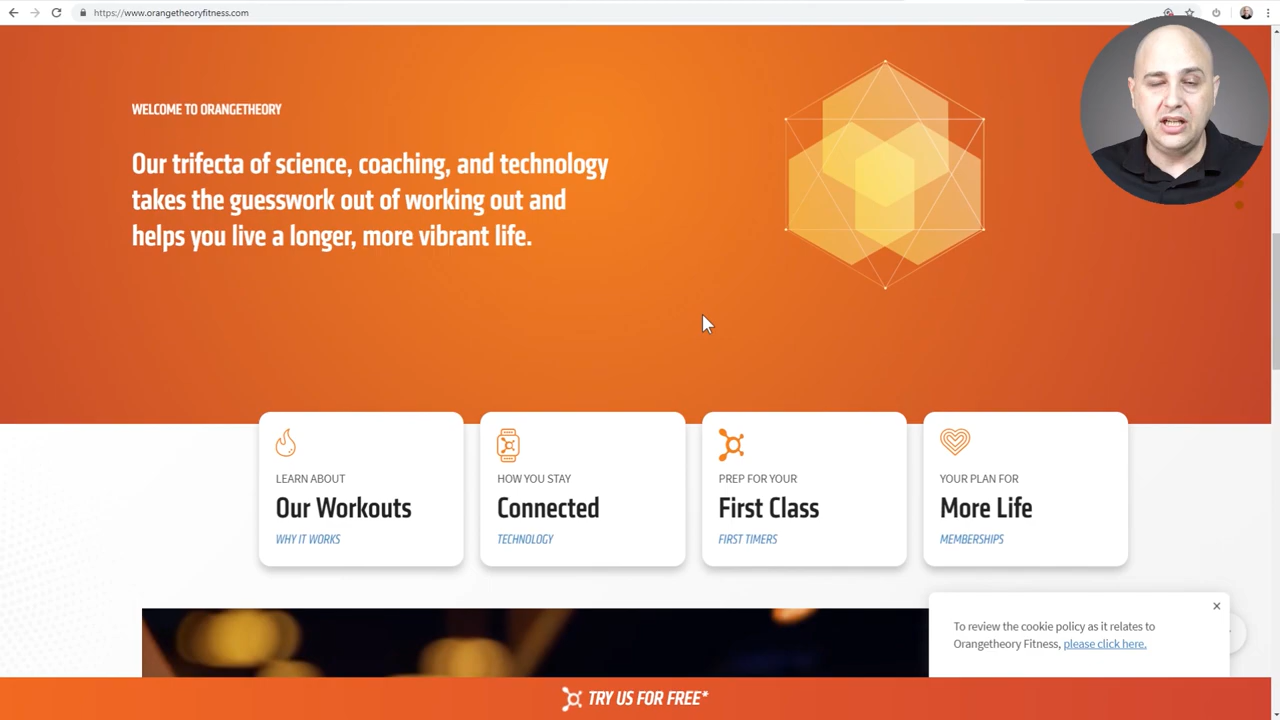 https://www.orangetheoryfitness.com
WELCOME TO ORANGETHEORY
Our trifecta of science, coaching, and technology
takes the guesswork out of working out and
helps you live a longer, more vibrant life.
LEARN ABOUT
Our Workouts
WHY IT WORKS
HOW YOU STAY
Connected
TECHNOLOGY
PREP FOR YOUR
First Class
FIRST TIMERS
YOUR PLAN FOR
More Life
MEMBERSHIPS
To review the cookie policy as it relates to
Orangetheory Fitness, please click here.
TRY US FOR FREE*